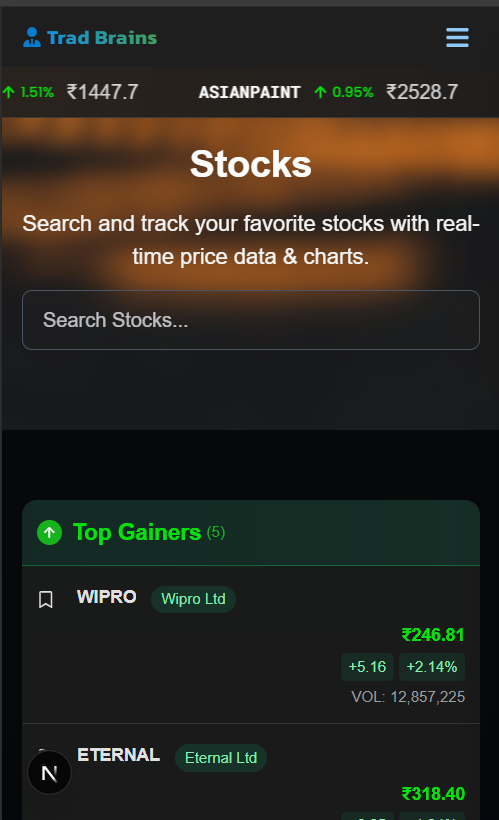 Trad Brains
1.51% ₹1447.7 ASIANPAINT 0.95% ₹2528.7
Stocks
Search and track your favorite stocks with real-
time price data & charts.
Search Stocks...
Top Gainers (5)
WIPRO Wipro Ltd
₹246.81
+5.16 +2.14%
VOL: 12,857,225
ETERNAL Eternal Ltd
N
₹318.40